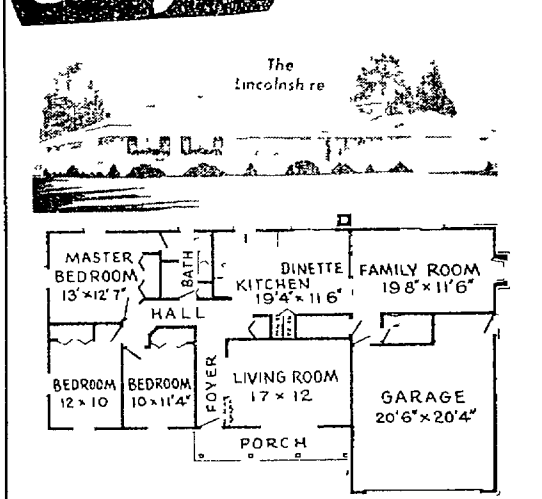 The
Lincolnshire
MASTER
BEDROOM
13'×12'7"
BATH
DINETTE
KITCHEN
19'4"×11 6"
FAMILY ROOM
19 8"×11'6"
HALL
BEDROOM
12×10
BEDROOM
10×11'4"
FOYER
LIVING ROOM
17×12
GARAGE
20'6"×20'4"
PORCH